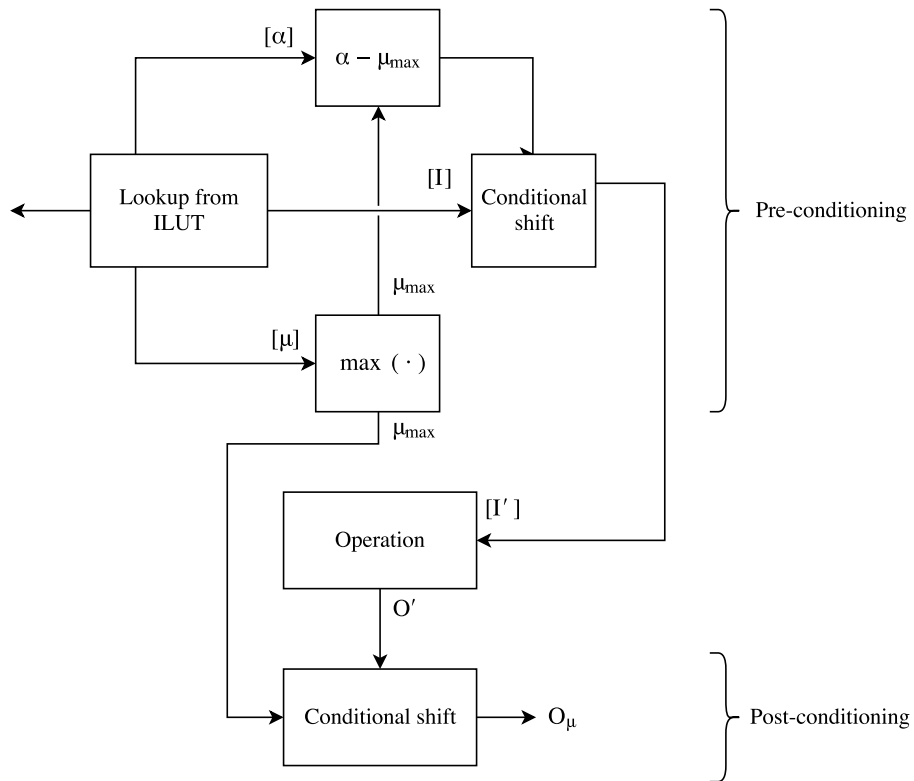 [α]
α − μmax
Lookup from
ILUT
[I]
Conditional
shift
Pre-conditioning
μmax
[μ]
max ( · )
μmax
[I′ ]
Operation
O′
Conditional shift
Oμ
Post-conditioning